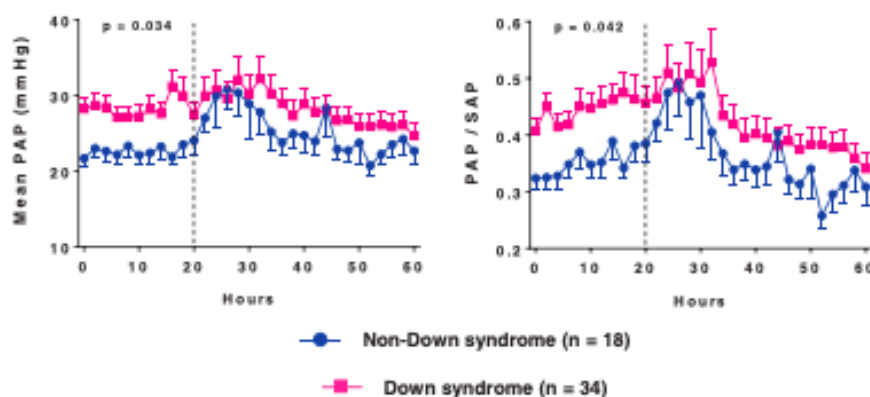 40
30
20
10
Mean PAP (mmHg)
p = 0.034
0 10 20 30 40 50 60
Hours
0.6
0.5
0.4
0.3
0.2
PAP / SAP
p = 0.042
0 10 20 30 40 50 60
Hours
Non-Down syndrome (n = 18)
Down syndrome (n = 34)